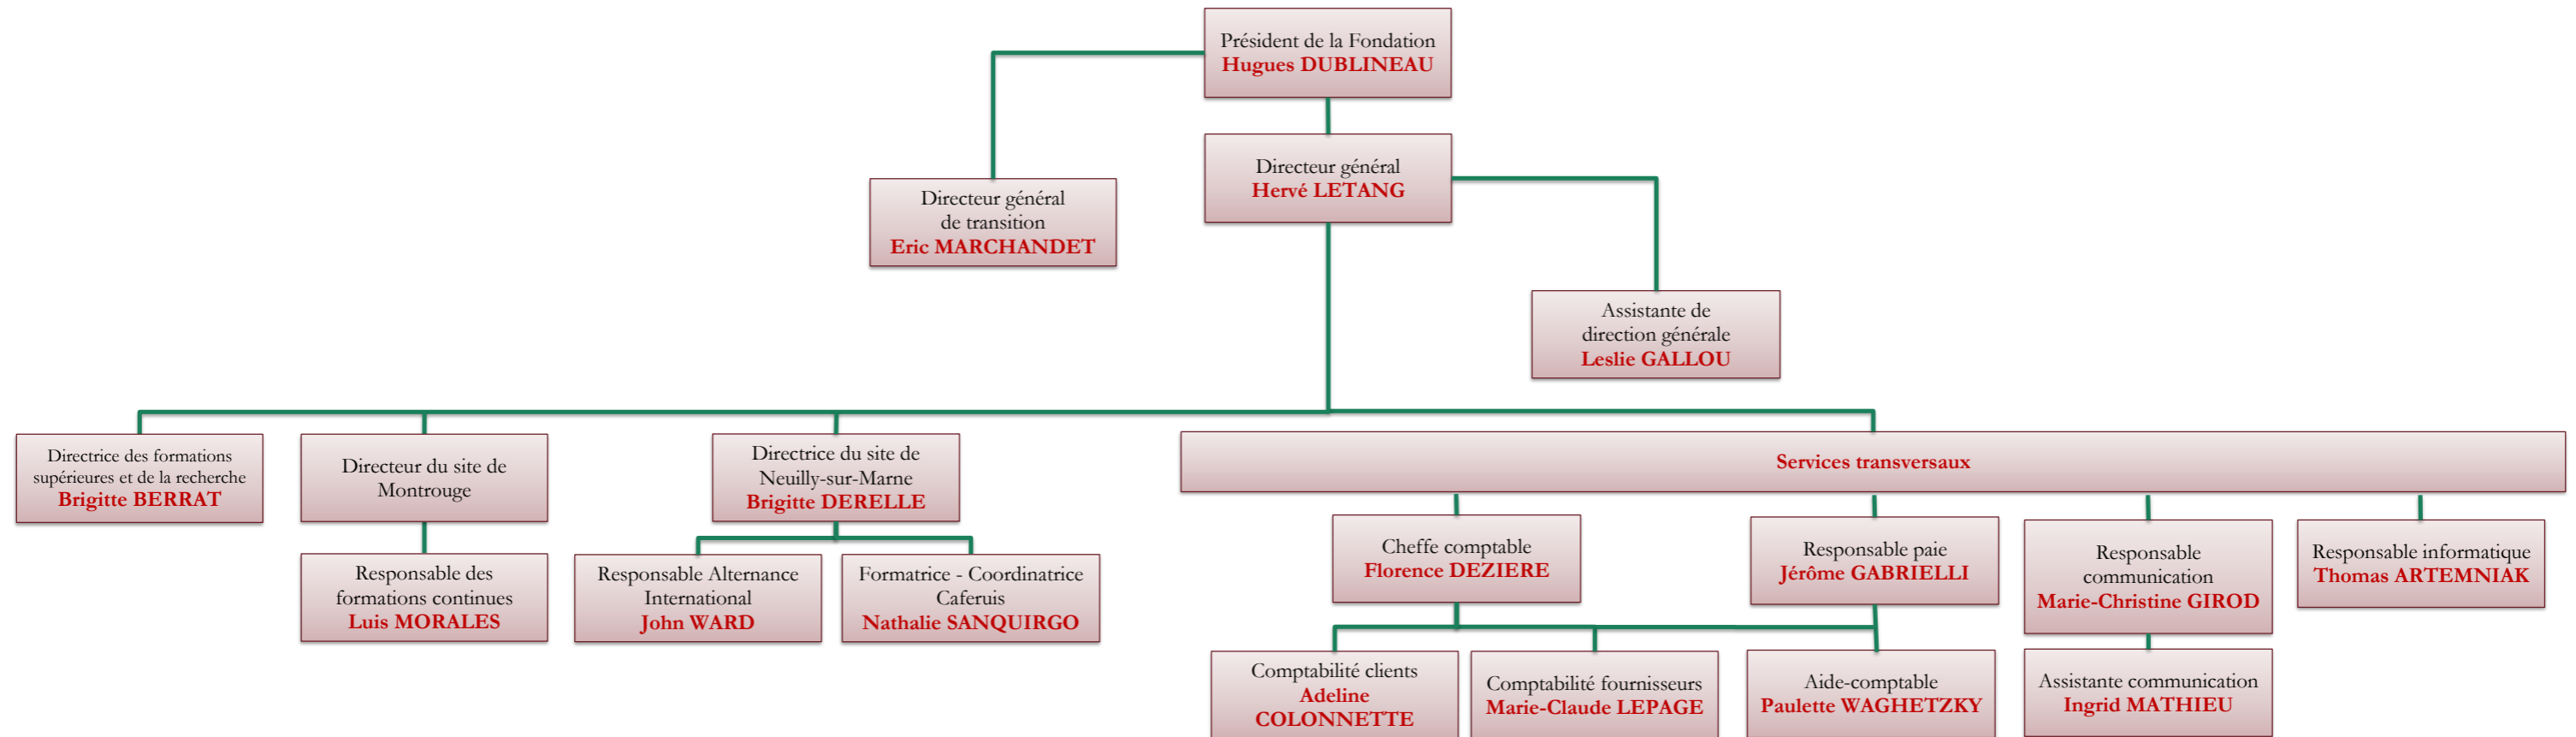 Président de la Fondation
Hugues DUBLINEAU
Directeur général
Hervé LETANG
Directeur général
de transition
Eric MARCHANDET
Assistante de
direction générale
Leslie GALLOU
Directrice des formations
supérieures et de la recherche
Brigitte BERRAT
Directeur du site de
Montrouge
Directrice du site de
Neuilly-sur-Marne
Brigitte DERELLE
Services transversaux
Responsable des
formations continues
Luis MORALES
Responsable Alternance
International
John WARD
Formatrice - Coordinatrice
Caferuis
Nathalie SANQUIRGO
Cheffe comptable
Florence DEZIERE
Responsable paie
Jérôme GABRIELLI
Responsable
communication
Marie-Christine GIROD
Responsable informatique
Thomas ARTEMNIAK
Comptabilité clients
Adeline
COLONNETTE
Comptabilité fournisseurs
Marie-Claude LEPAGE
Aide-comptable
Paulette WAGHETZKY
Assistante communication
Ingrid MATHIEU